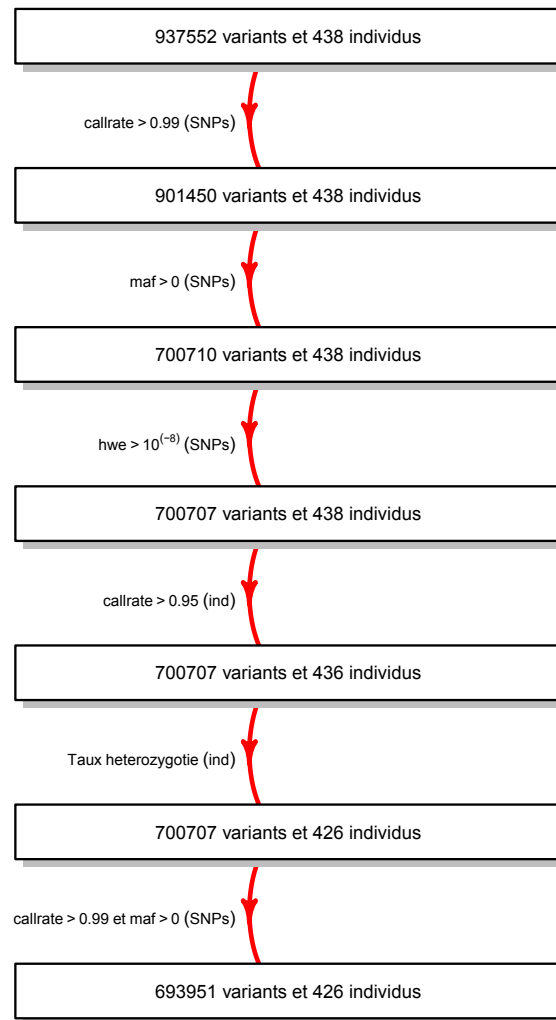 937552 variants et 438 individus
callrate > 0.99 (SNPs)
901450 variants et 438 individus
maf > 0 (SNPs)
700710 variants et 438 individus
hwe > 10⁽⁻⁸⁾ (SNPs)
700707 variants et 438 individus
callrate > 0.95 (ind)
700707 variants et 436 individus
Taux heterozygotie (ind)
700707 variants et 426 individus
callrate > 0.99 et maf > 0 (SNPs)
693951 variants et 426 individus